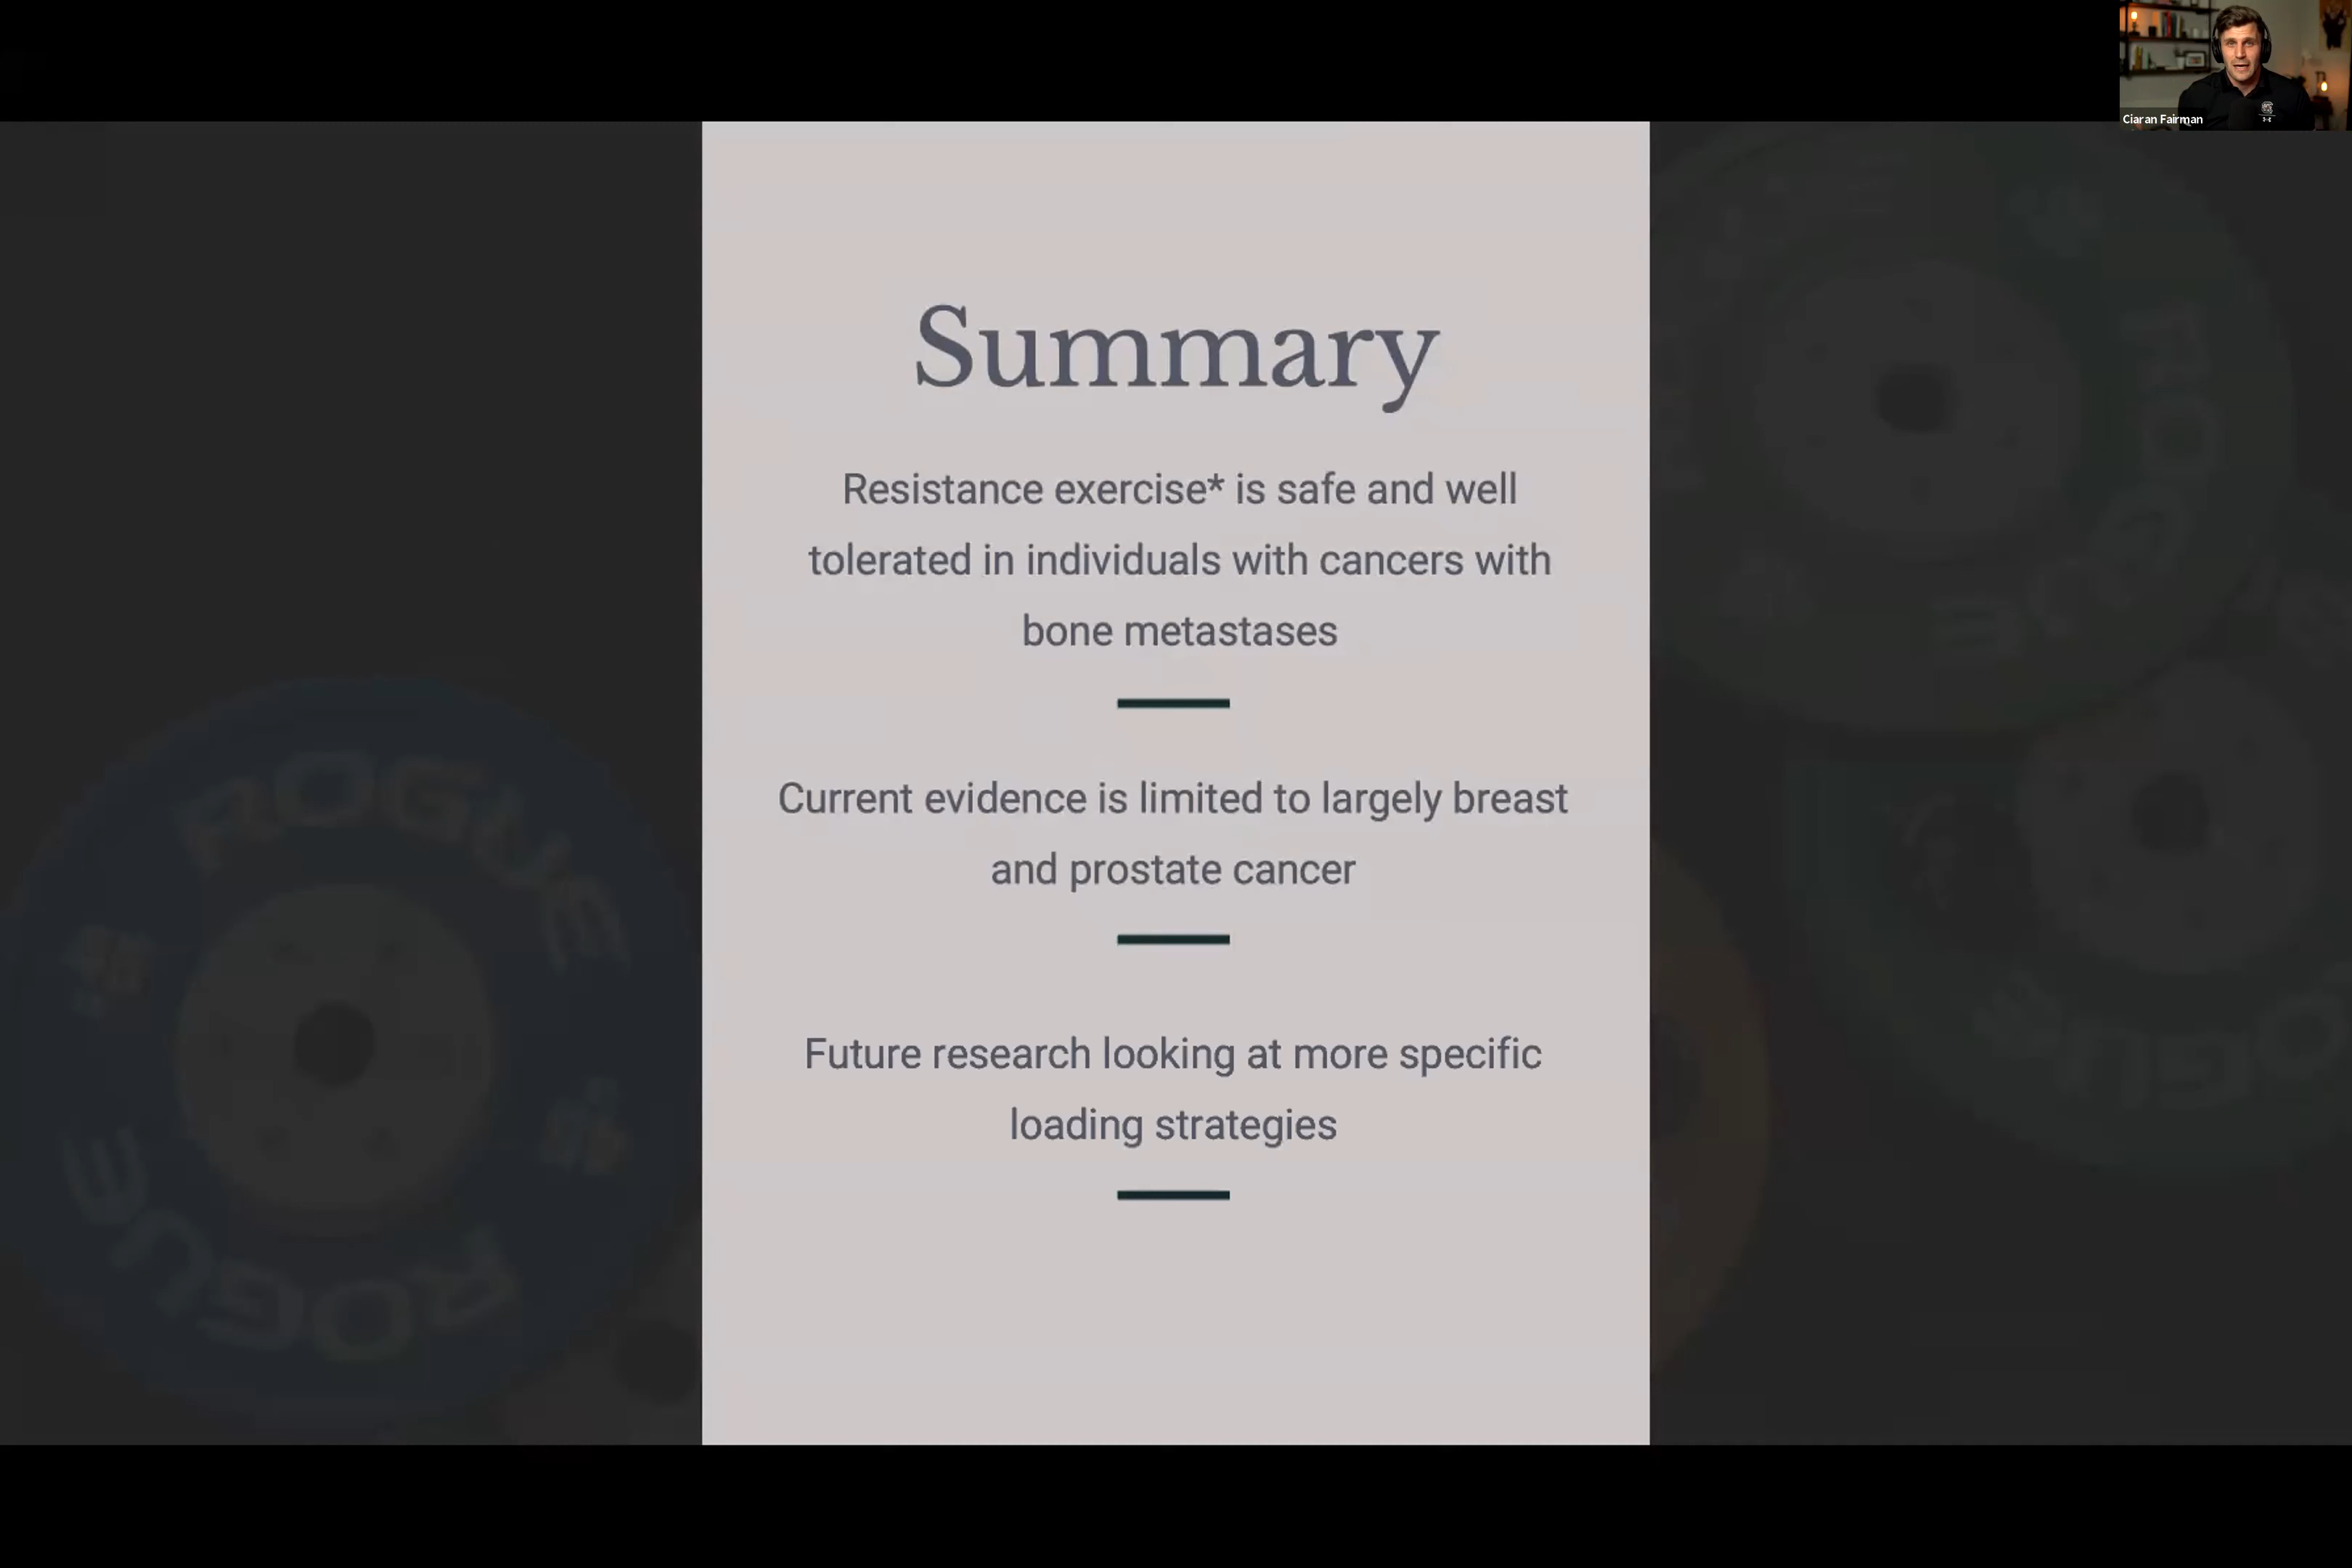 Ciaran Fairman
Summary
Resistance exercise* is safe and well
tolerated in individuals with cancers with
bone metastases
Current evidence is limited to largely breast
and prostate cancer
Future research looking at more specific
loading strategies
ROGUE
ROGUE